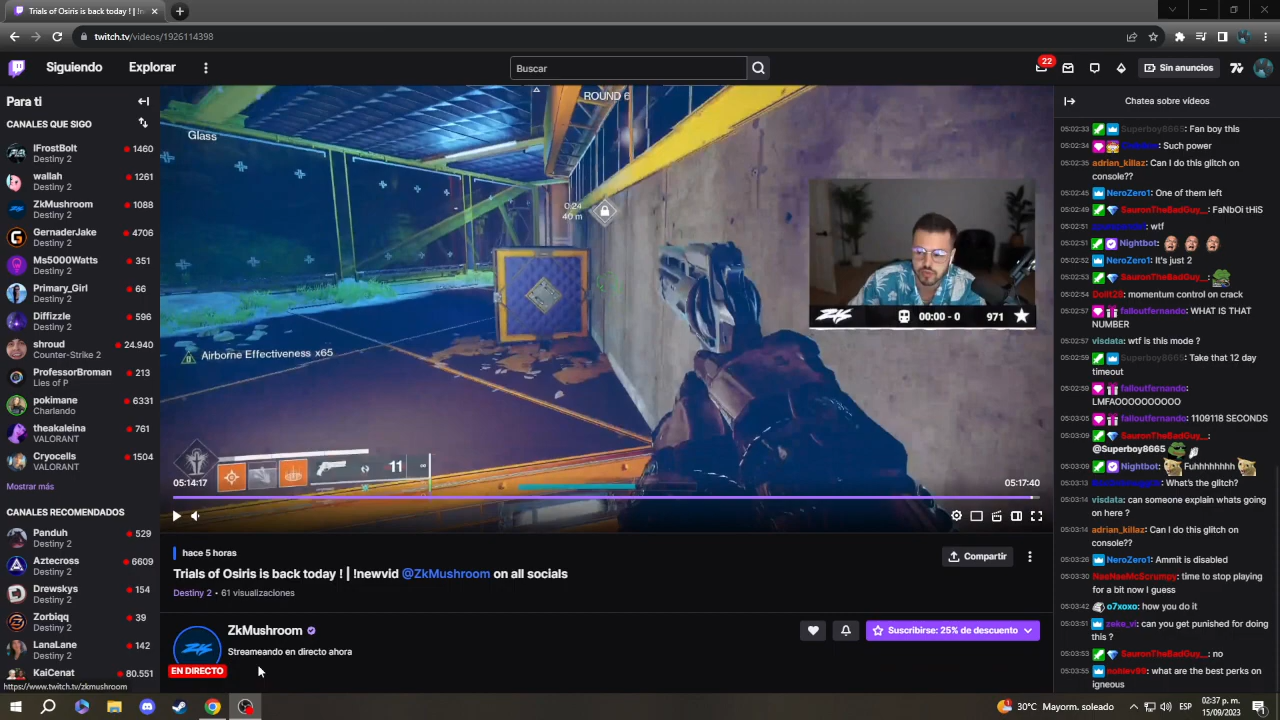 Trials of Osiris is back today ! | !ne
twitch.tv/videos/1926114398
Siguiendo
Explorar
Buscar
22
Sin anuncios
Para ti
CANALES QUE SIGO
IFrostBolt
1460
Destiny 2
wallah
1261
Destiny 2
ZkMushroom
1088
Destiny 2
GernaderJake
4706
Destiny 2
Ms5000Watts
351
Destiny 2
Primary_Girl
66
Destiny 2
Diffizzle
596
Destiny 2
shroud
24.940
Counter-Strike 2
ProfessorBroman
213
Lies of P
pokimane
6331
Charlando
theakaleina
761
VALORANT
Cryocells
1504
VALORANT
Mostrar más
CANALES RECOMENDADOS
Panduh
529
Destiny 2
Aztecross
6609
Destiny 2
Drewskys
154
Destiny 2
Zorbiqq
39
Destiny 2
LanaLane
142
Destiny 2
KaiCenat
80.551
https://www.twitch.tv/zkmushroom
ROUND 6
Glass
0:24
40 m
Airborne Effectiveness x65
11
00:00 - 0
971
05:14:17
05:17:40
hace 5 horas
Compartir
Trials of Osiris is back today ! | !newvid @ZkMushroom on all socials
Destiny 2 • 61 visualizaciones
ZkMushroom
Streameando en directo ahora
EN DIRECTO
Suscribirse: 25% de descuento
Chatea sobre vídeos
05:02:33 Superboy8665: Fan boy this
05:02:34 Such power
05:02:35 adrian_killaz: Can I do this glitch on
console??
05:02:45 NeroZero1: One of them left
05:02:49 SauronTheBadGuy_: FaNbOi tHiS
05:02:51 wtf
05:02:51 Nightbot:
05:02:52 NeroZero1: It's just 2
05:02:53 SauronTheBadGuy_:
05:02:54 momentum control on crack
05:02:57 falloutfernando: WHAT IS THAT
NUMBER
05:02:57 visdata: wtf is this mode ?
05:02:59 Superboy8665: Take that 12 day
timeout
05:02:59 falloutfernando:
LMFAOOOOOOOOOO
05:03:05 falloutfernando: 1109118 SECONDS
05:03:09 SauronTheBadGuy_:
@Superboy8665
05:03:09 Nightbot: Fuhhhhhhhh
05:03:13 What's the glitch?
05:03:14 visdata: can someone explain whats going
on here ?
05:03:14 adrian_killaz: Can I do this glitch on
console??
05:03:26 NeroZero1: Ammit is disabled
05:03:30 NaeNaeMcScrumpy: time to stop playing
for a bit now I guess
05:03:42 o7xoxo: how you do it
05:03:51 zeke_vi: can you get punished for doing
this ?
05:03:53 SauronTheBadGuy_: no
05:03:55 nohlev99: what are the best perks on
igneous
30°C Mayorm. soleado
ESP
02:37 p.m.
15/09/2023
1